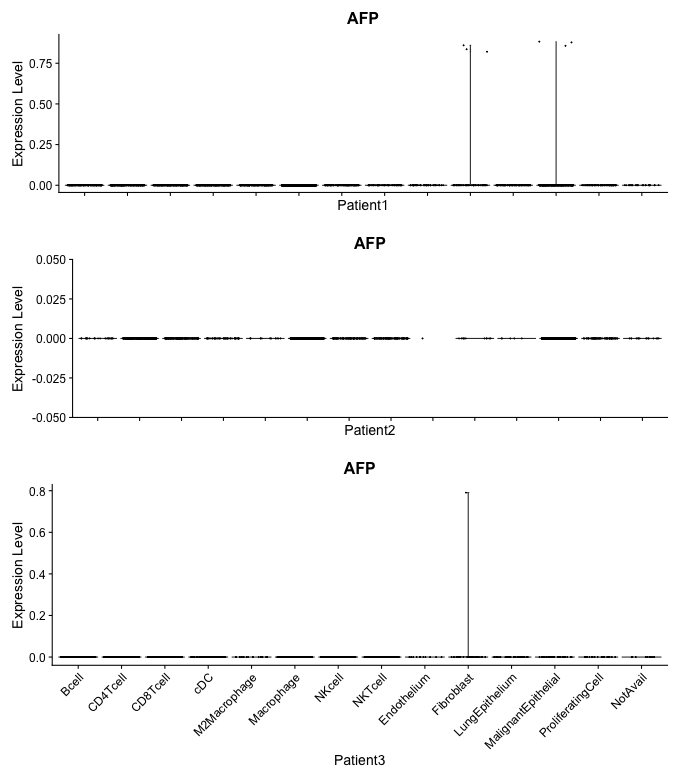 AFP
Expression Level
0.75
0.50
0.25
0.00
Patient1
AFP
Expression Level
0.050
0.025
0.000
-0.025
-0.050
Patient2
AFP
Expression Level
0.8
0.6
0.4
0.2
0.0
Bcell
CD4Tcell
CD8Tcell
cDC
M2Macrophage
Macrophage
NKcell
NKTcell
Endothelium
Fibroblast
LungEpithelium
MalignantEpithelial
ProliferatingCell
NotAvail
Patient3